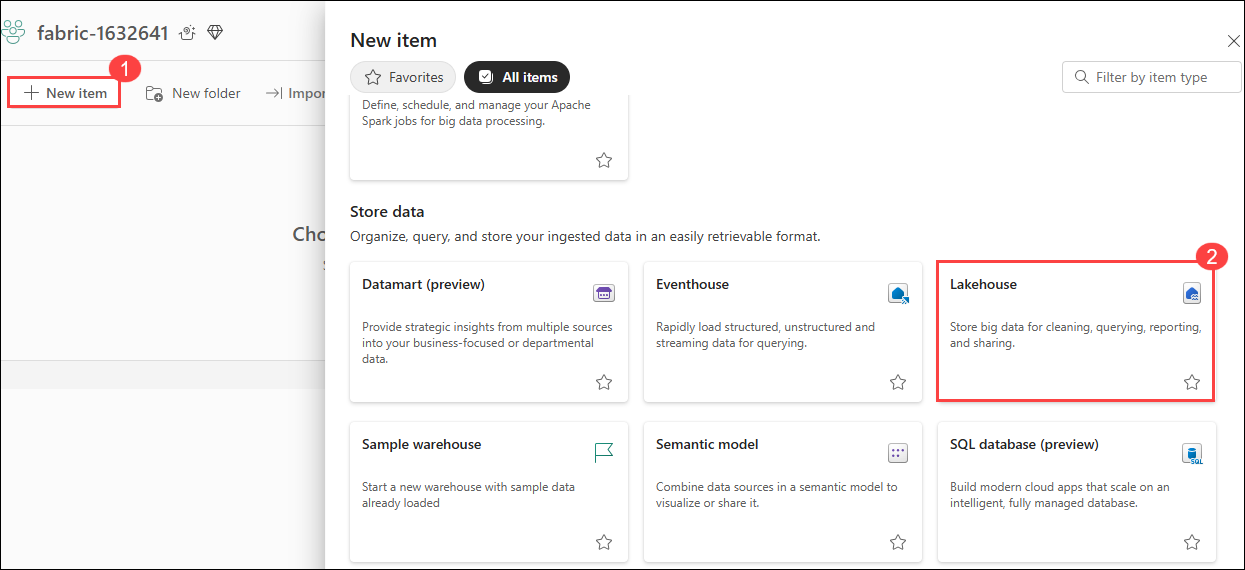 fabric-1632641
1
New item
New folder
Impor
Cho
New item
Favorites
All items
Filter by item type
Define, schedule, and manage your Apache
Spark jobs for big data processing.
Store data
Organize, query, and store your ingested data in an easily retrievable format.
2
Datamart (preview)
Provide strategic insights from multiple sources
into your business-focused or departmental
data.
Eventhouse
Rapidly load structured, unstructured and
streaming data for querying.
Lakehouse
Store big data for cleaning, querying, reporting,
and sharing.
Sample warehouse
Start a new warehouse with sample data
already loaded
Semantic model
Combine data sources in a semantic model to
visualize or share it.
SQL database (preview)
SQL
Build modern cloud apps that scale on an
intelligent, fully managed database.